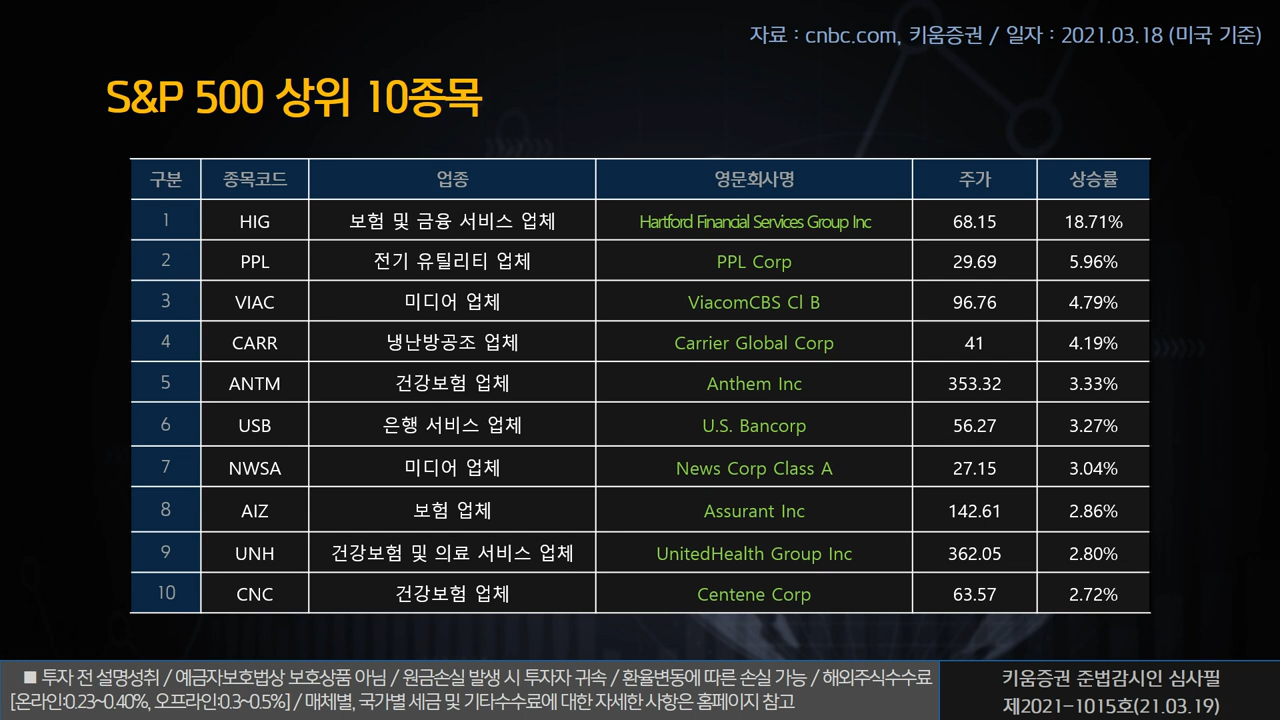 자료 : cnbc.com, 키움증권 / 일자 : 2021.03.18 (미국 기준)
S&P 500 상위 10종목
구분 종목코드 업종 영문회사명 주가 상승률
1 HIG 보험 및 금융 서비스 업체 Hartford Financial Services Group Inc 68.15 18.71%
2 PPL 전기 유틸리티 업체 PPL Corp 29.69 5.96%
3 VIAC 미디어 업체 ViacomCBS Cl B 96.76 4.79%
4 CARR 냉난방공조 업체 Carrier Global Corp 41 4.19%
5 ANTM 건강보험 업체 Anthem Inc 353.32 3.33%
6 USB 은행 서비스 업체 U.S. Bancorp 56.27 3.27%
7 NWSA 미디어 업체 News Corp Class A 27.15 3.04%
8 AIZ 보험 업체 Assurant Inc 142.61 2.86%
9 UNH 건강보험 및 의료 서비스 업체 UnitedHealth Group Inc 362.05 2.80%
10 CNC 건강보험 업체 Centene Corp 63.57 2.72%
■ 투자 전 설명성취 / 예금자보호법상 보호상품 아님 / 원금손실 발생 시 투자자 귀속 / 환율변동에 따른 손실 가능 / 해외주식수수료
[온라인:0.23~0.40%, 오프라인:0.3~0.5%] / 매체별, 국가별 세금 및 기타수수료에 대한 자세한 사항은 홈페이지 참고
키움증권 준법감시인 심사필
제2021-1015호(21.03.19)